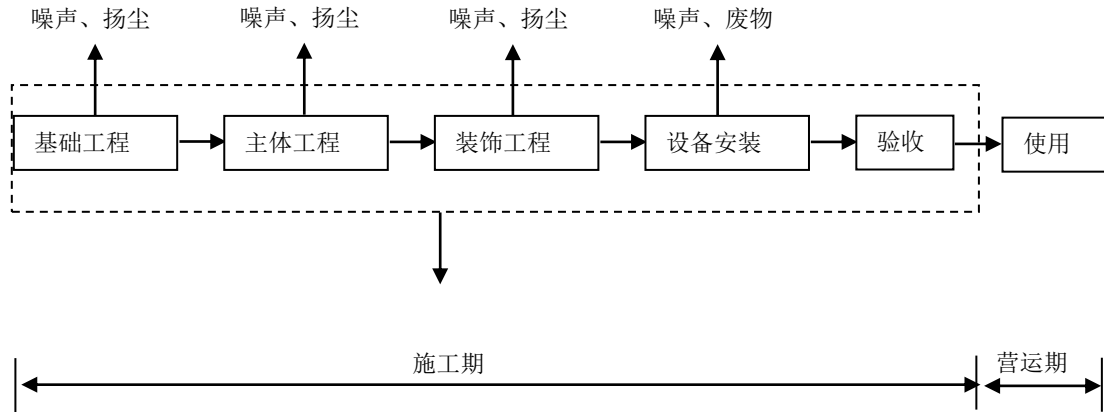 噪声、扬尘
噪声、扬尘
噪声、扬尘
噪声、废物
基础工程
主体工程
装饰工程
设备安装
验收
使用
施工期
营运期